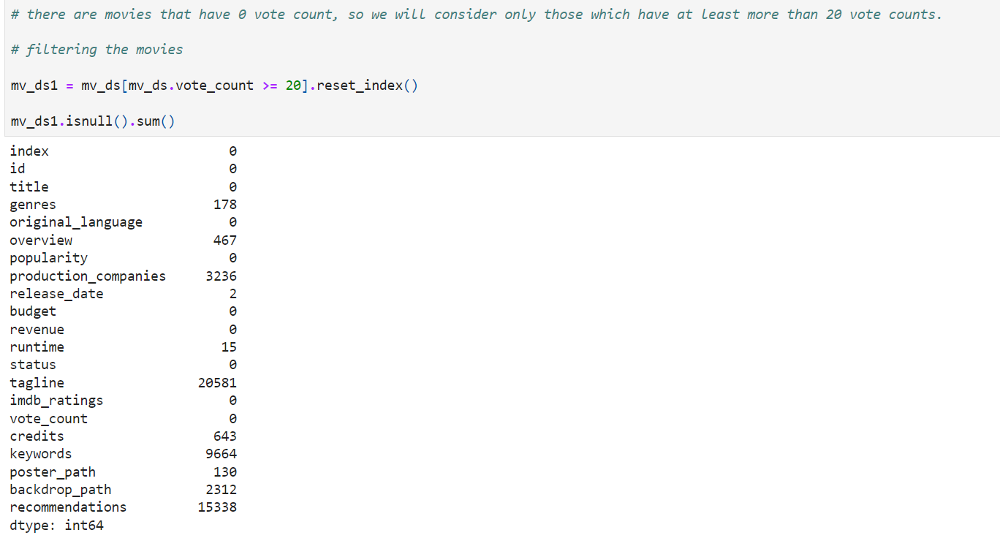 # there are movies that have 0 vote count, so we will consider only those which have at least more than 20 vote counts.
# filtering the movies
mv_ds1 = mv_ds[mv_ds.vote_count >= 20].reset_index()
mv_ds1.isnull().sum()
index 0
id 0
title 0
genres 178
original_language 0
overview 467
popularity 0
production_companies 3236
release_date 2
budget 0
revenue 0
runtime 15
status 0
tagline 20581
imdb_ratings 0
vote_count 0
credits 643
keywords 9664
poster_path 130
backdrop_path 2312
recommendations 15338
dtype: int64